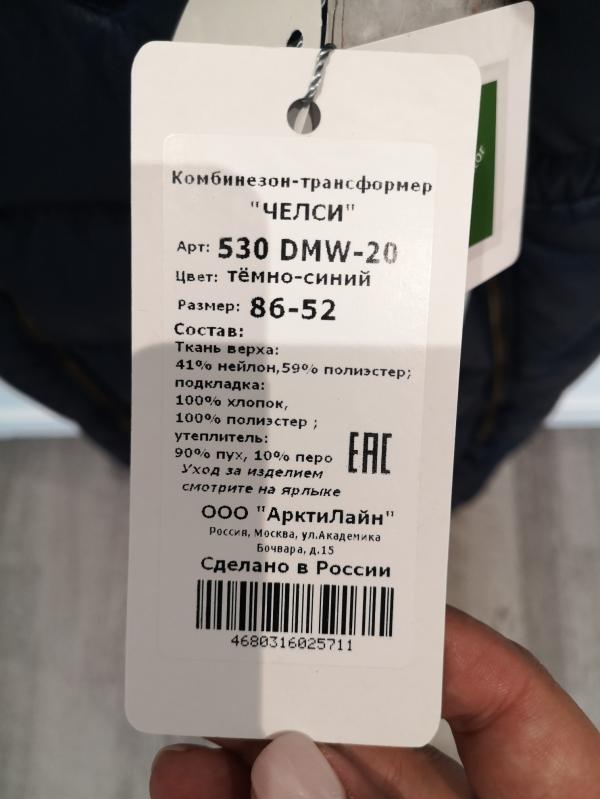 Комбинезон-трансформер
"ЧЕЛСИ"
Арт: 530 DMW-20
Цвет: тёмно-синий
Размер: 86-52
Состав:
Ткань верха:
41% нейлон,59% полиэстер;
подкладка:
100% хлопок,
100% полиэстер ;
утеплитель:
90% пух, 10% перо
EAC
Уход за изделием
смотрите на ярлыке
ООО "АрктиЛайн"
Россия, Москва, ул.Академика
Бочвара, д.15
Сделано в России
4680316025711